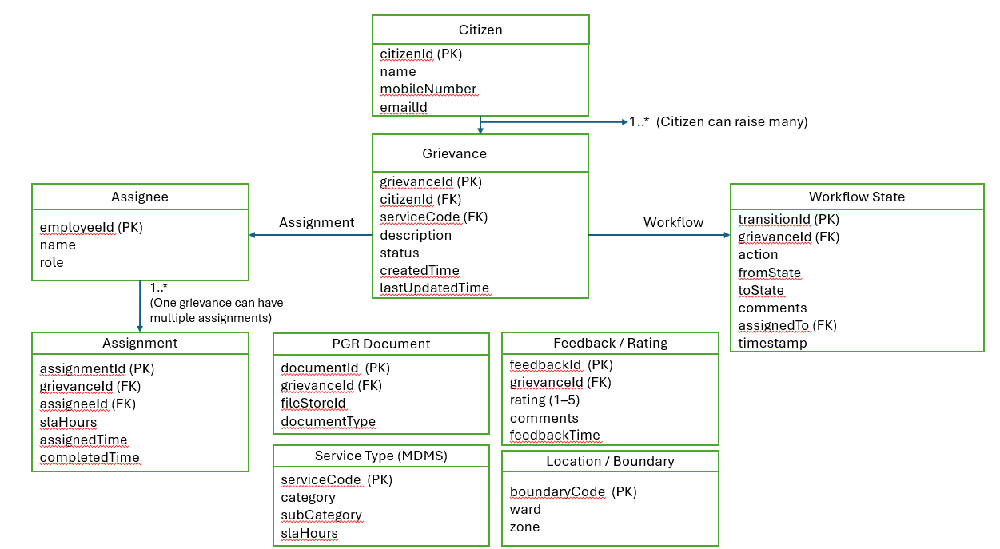 Citizen
citizenId (PK)
name
mobileNumber
emailId
1..*  (Citizen can raise many)
Grievance
grievanceId (PK)
citizenId (FK)
serviceCode (FK)
description
status
createdTime
lastUpdatedTime
Assignee
employeeId (PK)
name
role
Assignment
Workflow
Workflow State
transitionId (PK)
grievanceId (FK)
action
fromState
toState
comments
assignedTo (FK)
timestamp
1..*
(One grievance can have
multiple assignments)
Assignment
assignmentId (PK)
grievanceId (FK)
assigneeId (FK)
slaHours
assignedTime
completedTime
PGR Document
documentId  (PK)
grievanceId (FK)
fileStoreId
documentType
Feedback / Rating
feedbackId  (PK)
grievanceId (FK)
rating (1–5)
comments
feedbackTime
Service Type (MDMS)
serviceCode  (PK)
category
subCategory
slaHours
Location / Boundary
boundaryCode  (PK)
ward
zone